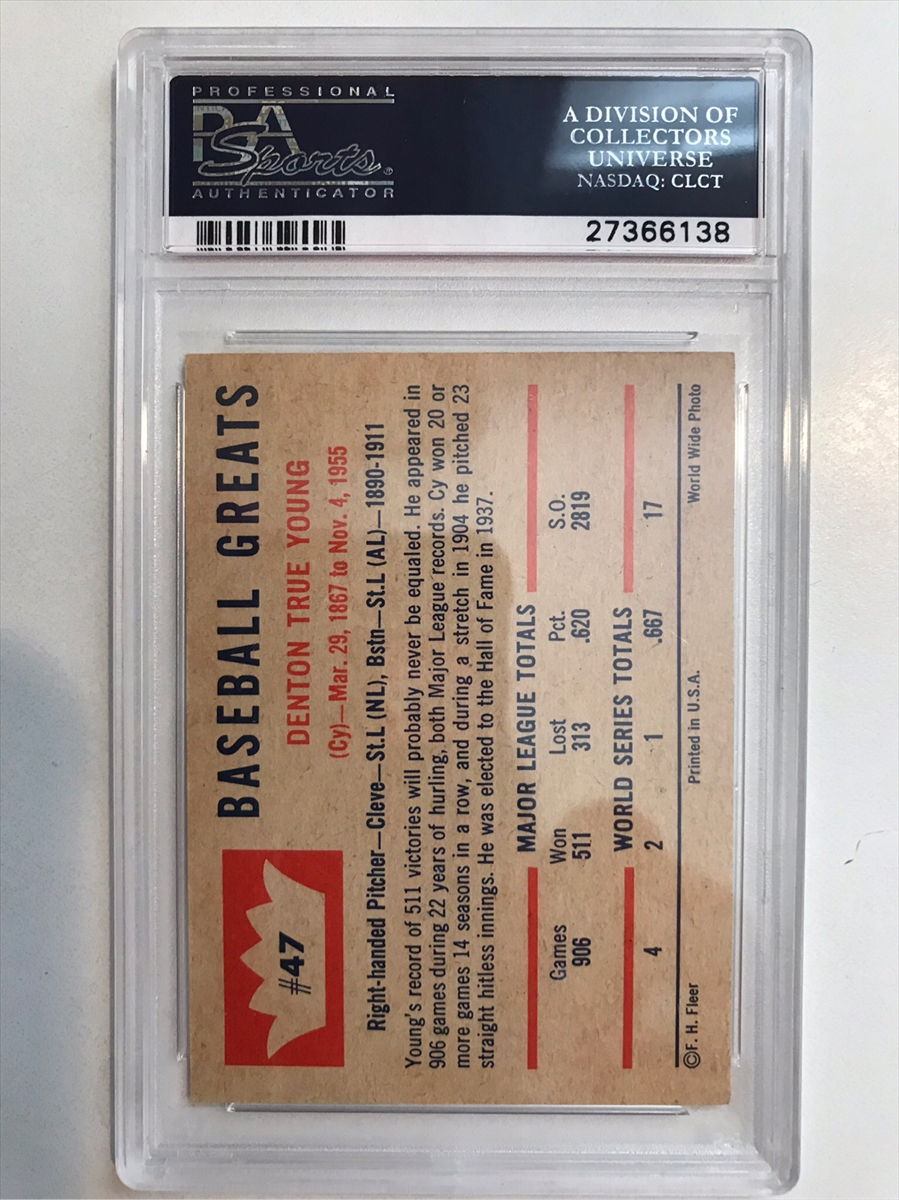 PROFESSIONAL
PSA
Sports®
AUTHENTICATOR
A DIVISION OF
COLLECTORS
UNIVERSE
NASDAQ: CLCT
27366138
#47
BASEBALL GREATS
DENTON TRUE YOUNG
(Cy)—Mar. 29, 1867 to Nov. 4, 1955
Right-handed Pitcher—Cleve—St.L (NL), Bstn—St.L (AL)—1890-1911
Young's record of 511 victories will probably never be equaled. He appeared in
906 games during 22 years of hurling, both Major League records. Cy won 20 or
more games 14 seasons in a row, and during a stretch in 1904 he pitched 23
straight hitless innings. He was elected to the Hall of Fame in 1937.
MAJOR LEAGUE TOTALS
Games Won Lost Pct. S.O.
906 511 313 .620 2819
WORLD SERIES TOTALS
4 2 1 .667 17
©F. H. Fleer Printed in U.S.A. World Wide Photo